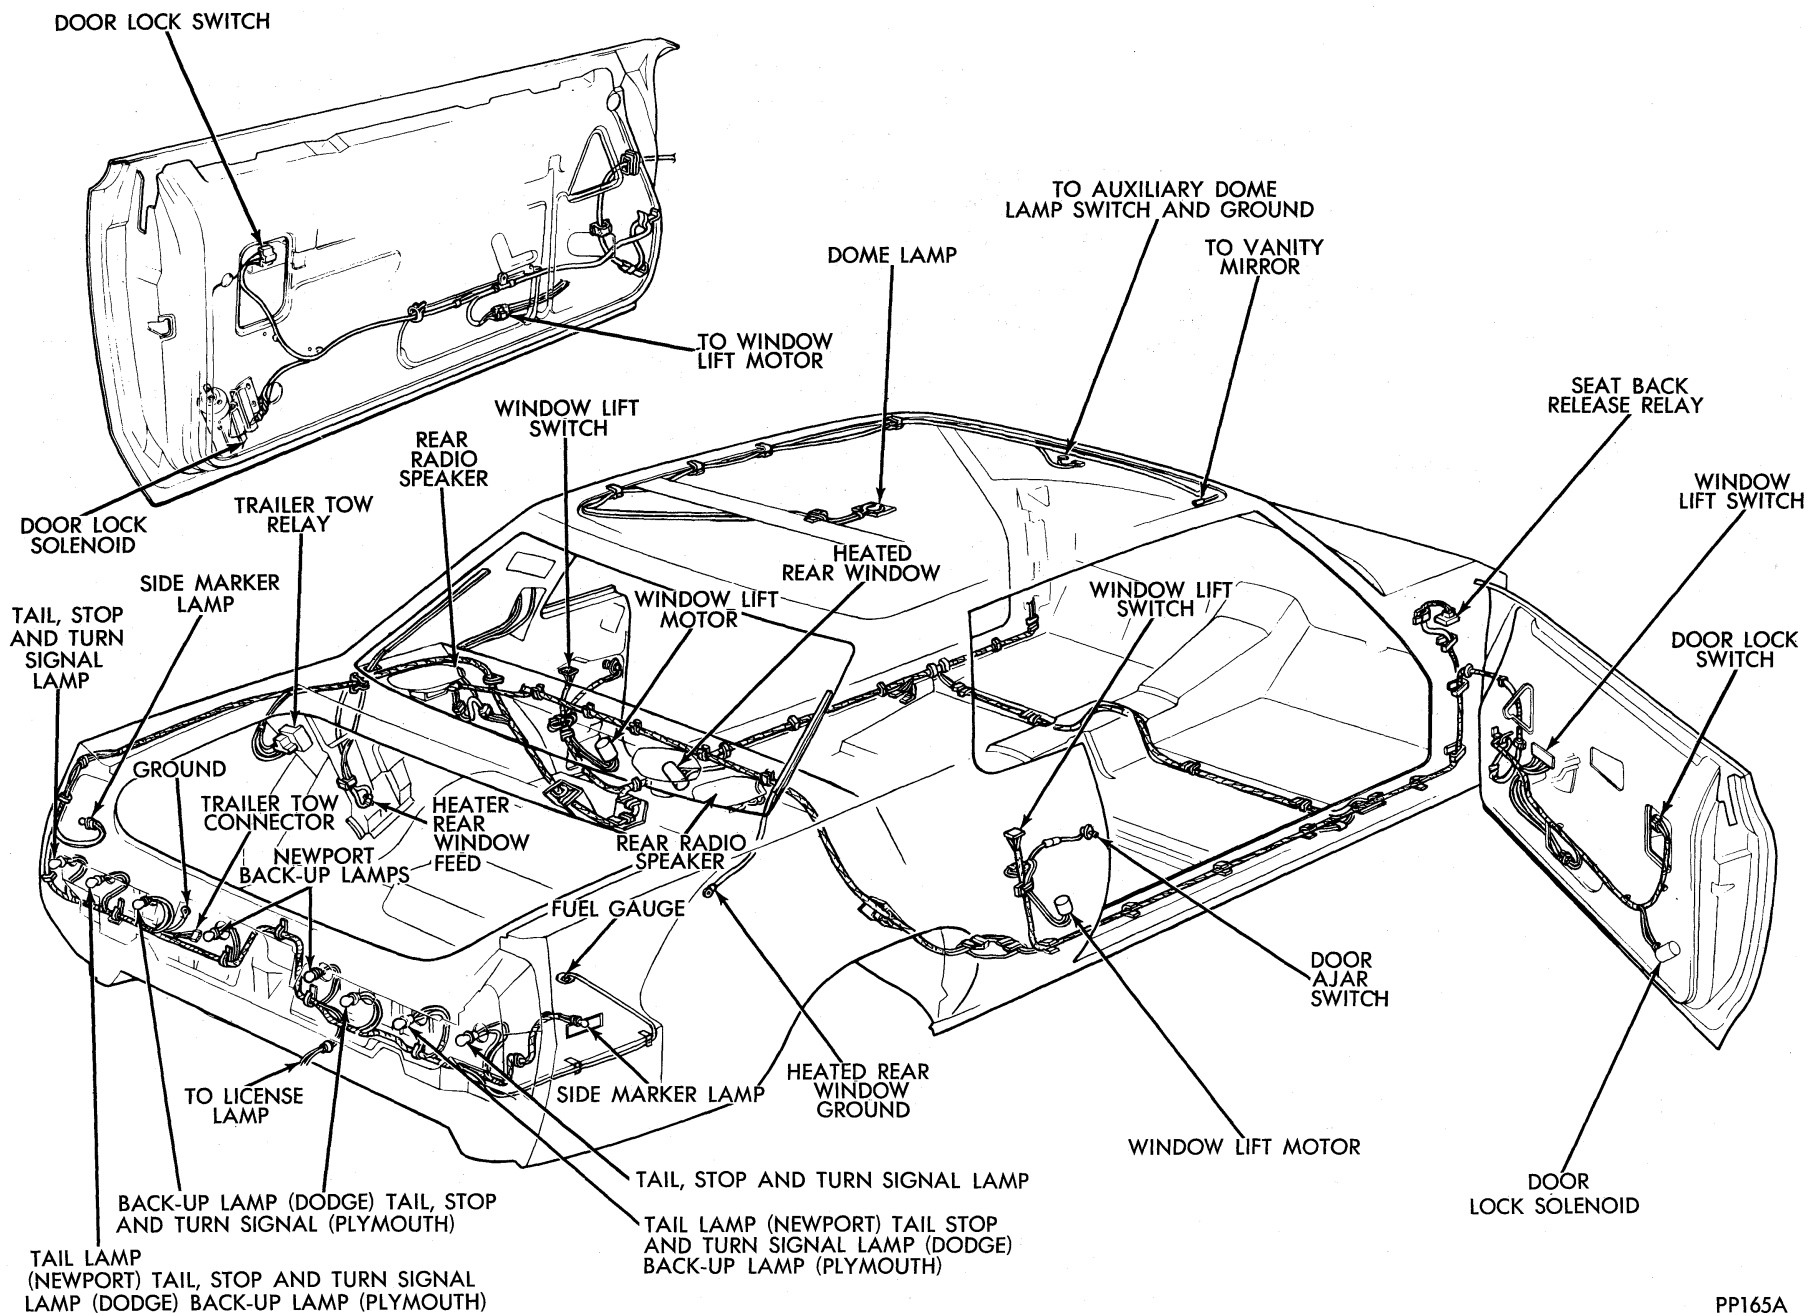 DOOR LOCK SWITCH
TO AUXILIARY DOME
LAMP SWITCH AND GROUND
DOME LAMP
TO VANITY
MIRROR
TO WINDOW
LIFT MOTOR
SEAT BACK
RELEASE RELAY
WINDOW LIFT
SWITCH
REAR
RADIO
SPEAKER
WINDOW
LIFT SWITCH
TRAILER TOW
RELAY
DOOR LOCK
SOLENOID
HEATED
REAR WINDOW
SIDE MARKER
LAMP
WINDOW LIFT
MOTOR
WINDOW LIFT
SWITCH
TAIL, STOP
AND TURN
SIGNAL
LAMP
DOOR LOCK
SWITCH
GROUND
TRAILER TOW
CONNECTOR
HEATER
REAR
WINDOW
FEED
REAR RADIO
SPEAKER
NEWPORT
BACK-UP LAMPS
FUEL GAUGE
DOOR
AJAR
SWITCH
HEATED REAR
WINDOW
GROUND
SIDE MARKER LAMP
TO LICENSE
LAMP
WINDOW LIFT MOTOR
DOOR
LOCK SOLENOID
TAIL, STOP AND TURN SIGNAL LAMP
BACK-UP LAMP (DODGE) TAIL, STOP
AND TURN SIGNAL (PLYMOUTH)
TAIL LAMP (NEWPORT) TAIL STOP
AND TURN SIGNAL LAMP (DODGE)
BACK-UP LAMP (PLYMOUTH)
TAIL LAMP
(NEWPORT) TAIL, STOP AND TURN SIGNAL
LAMP (DODGE) BACK-UP LAMP (PLYMOUTH)
PP165A